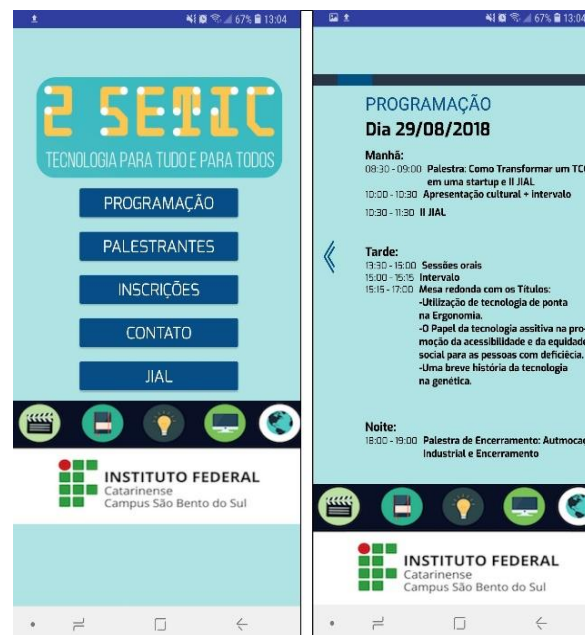 67% 13:04
2 SETIC
TECNOLOGIA PARA TUDO E PARA TODOS
PROGRAMAÇÃO
PALESTRANTES
INSCRIÇÕES
CONTATO
JIAL
INSTITUTO FEDERAL
Catarinense
Campus São Bento do Sul
67% 13:04
PROGRAMAÇÃO
Dia 29/08/2018
Manhã:
08:30 - 09:00 Palestra: Como Transformar um TCC
em uma startup e II JIAL
10:00 - 10:30 Apresentação cultural + intervalo
10:30 - 11:30 II JIAL
Tarde:
13:30 - 15:00 Sessões orais
15:00 - 15:15 Intervalo
15:15 - 17:00 Mesa redonda com os Títulos:
-Utilização de tecnologia de ponta
na Ergonomia.
-O Papel da tecnologia assitiva na pro-
moção da acessibilidade e da equidade
social para as pessoas com deficiêcia.
-Uma breve história da tecnologia
na genética.
Noite:
18:00 - 19:00 Palestra de Encerramento: Autmocao
Industrial e Encerramento
INSTITUTO FEDERAL
Catarinense
Campus São Bento do Sul